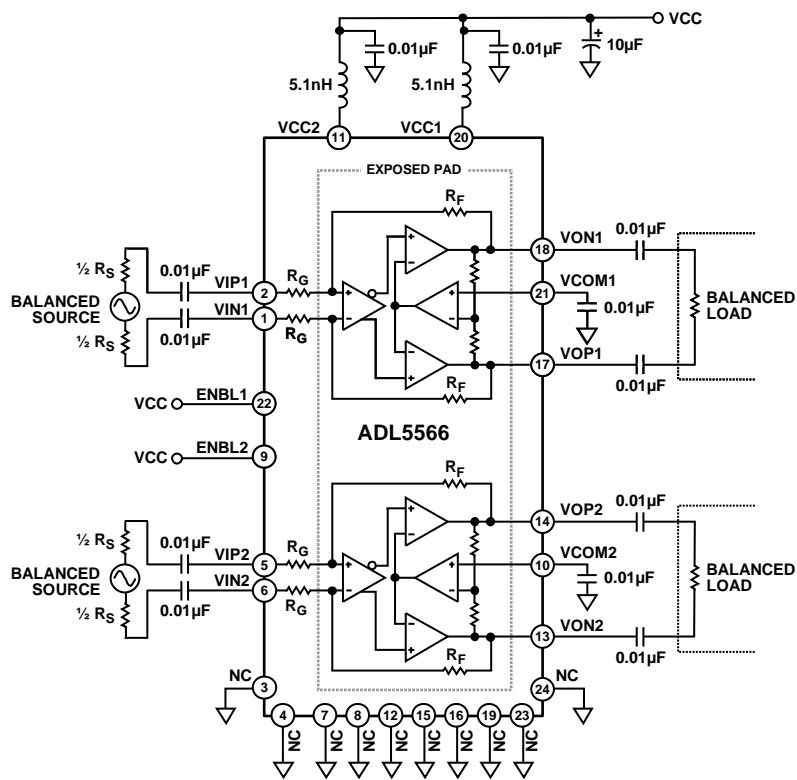 VCC
0.01µF
0.01µF
10µF
+
5.1nH
5.1nH
VCC2
VCC1
11
20
EXPOSED PAD
RF
½ RS
0.01µF
VIP1
2
RG
BALANCED
SOURCE
VIN1
1
RG
½ RS
0.01µF
18
VON1
0.01µF
21
VCOM1
0.01µF
BALANCED
LOAD
17
VOP1
0.01µF
RF
VCC
ENBL1
22
ADL5566
VCC
ENBL2
9
RF
½ RS
0.01µF
VIP2
5
RG
BALANCED
SOURCE
VIN2
6
RG
½ RS
0.01µF
14
VOP2
0.01µF
10
VCOM2
0.01µF
BALANCED
LOAD
13
VON2
0.01µF
RF
NC
3
24
NC
4
7
8
12
15
16
19
23
NC
NC
NC
NC
NC
NC
NC
NC